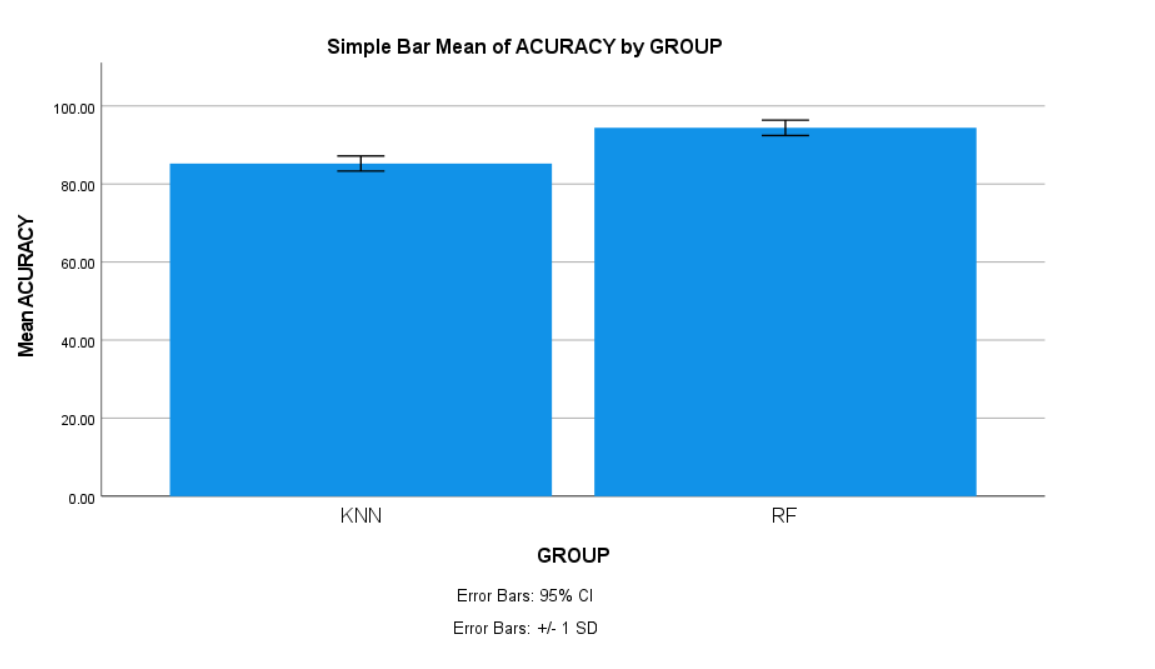 Simple Bar Mean of ACURACY by GROUP
100.00
80.00
60.00
40.00
20.00
0.00
Mean ACURACY
KNN
RF
GROUP
Error Bars: 95% CI
Error Bars: +/- 1 SD